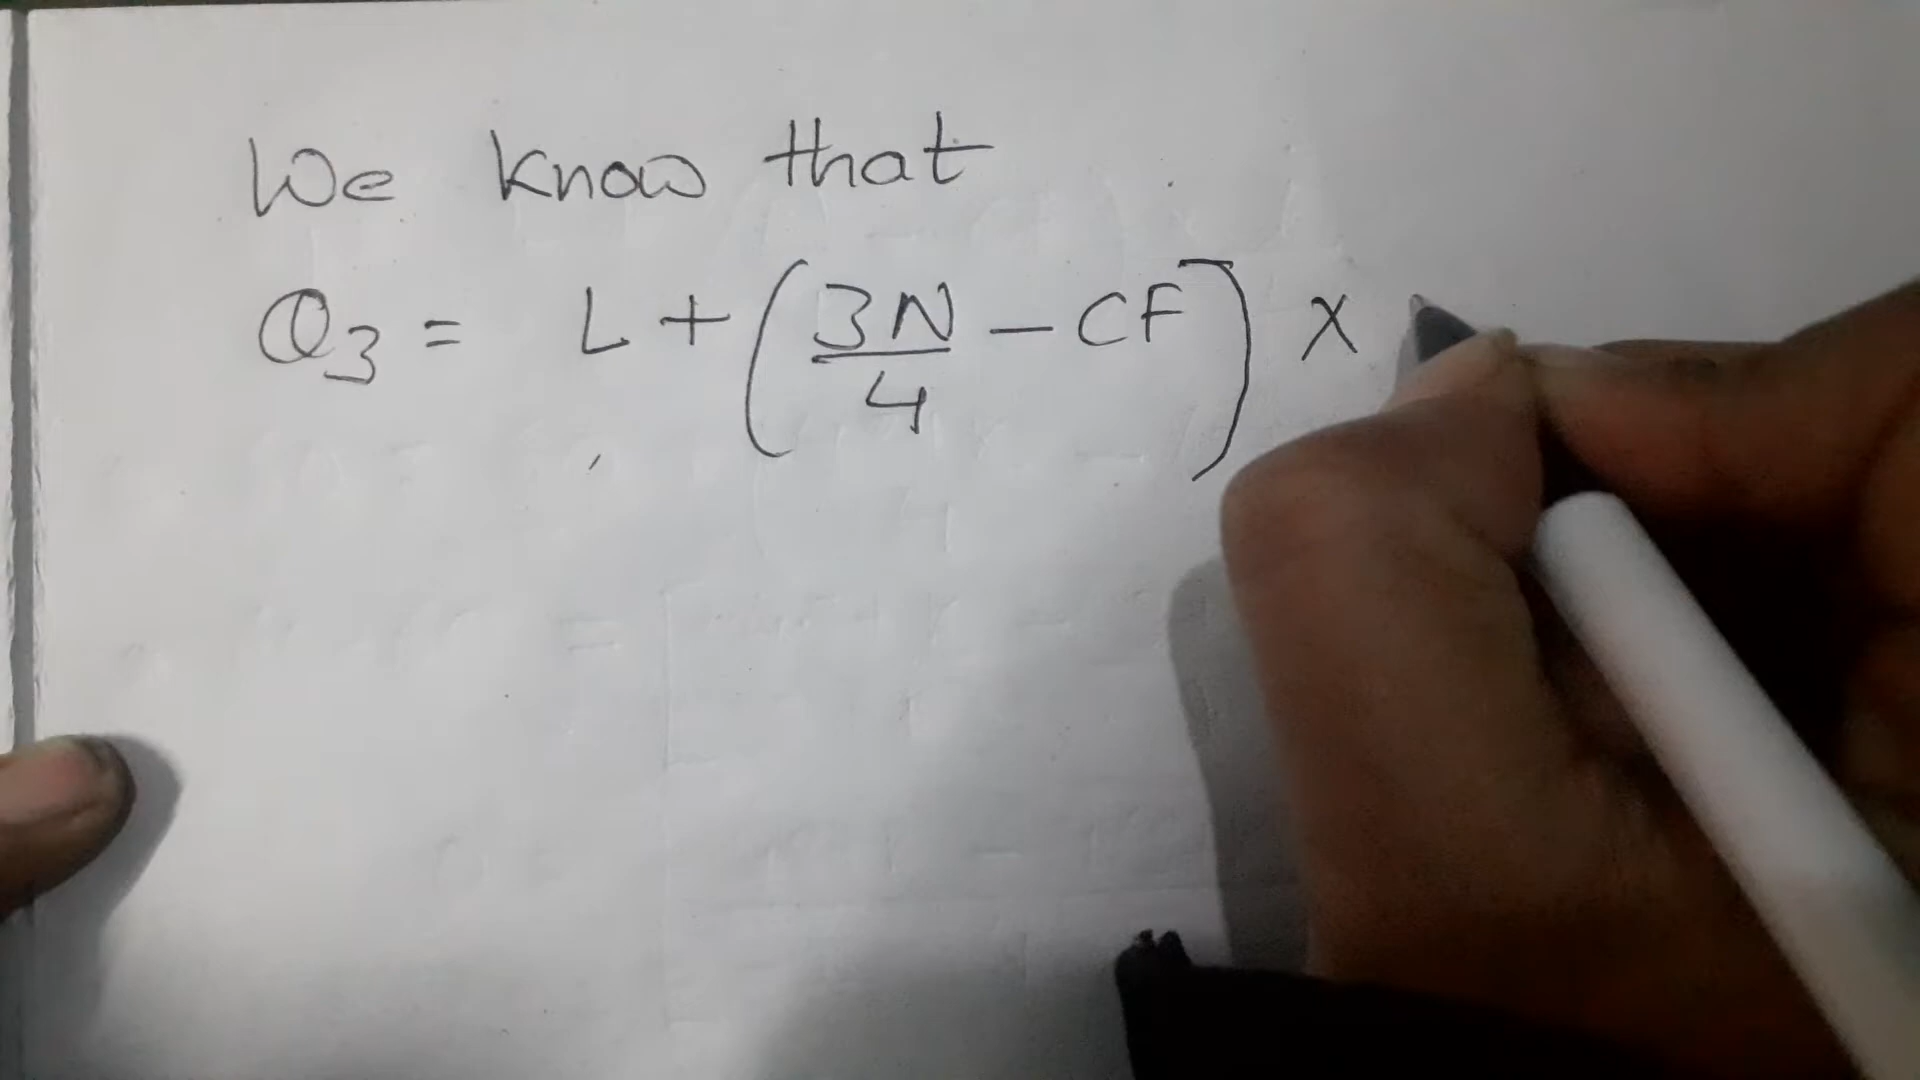 We know that
Q₃ = L + (3N/4 - CF) X